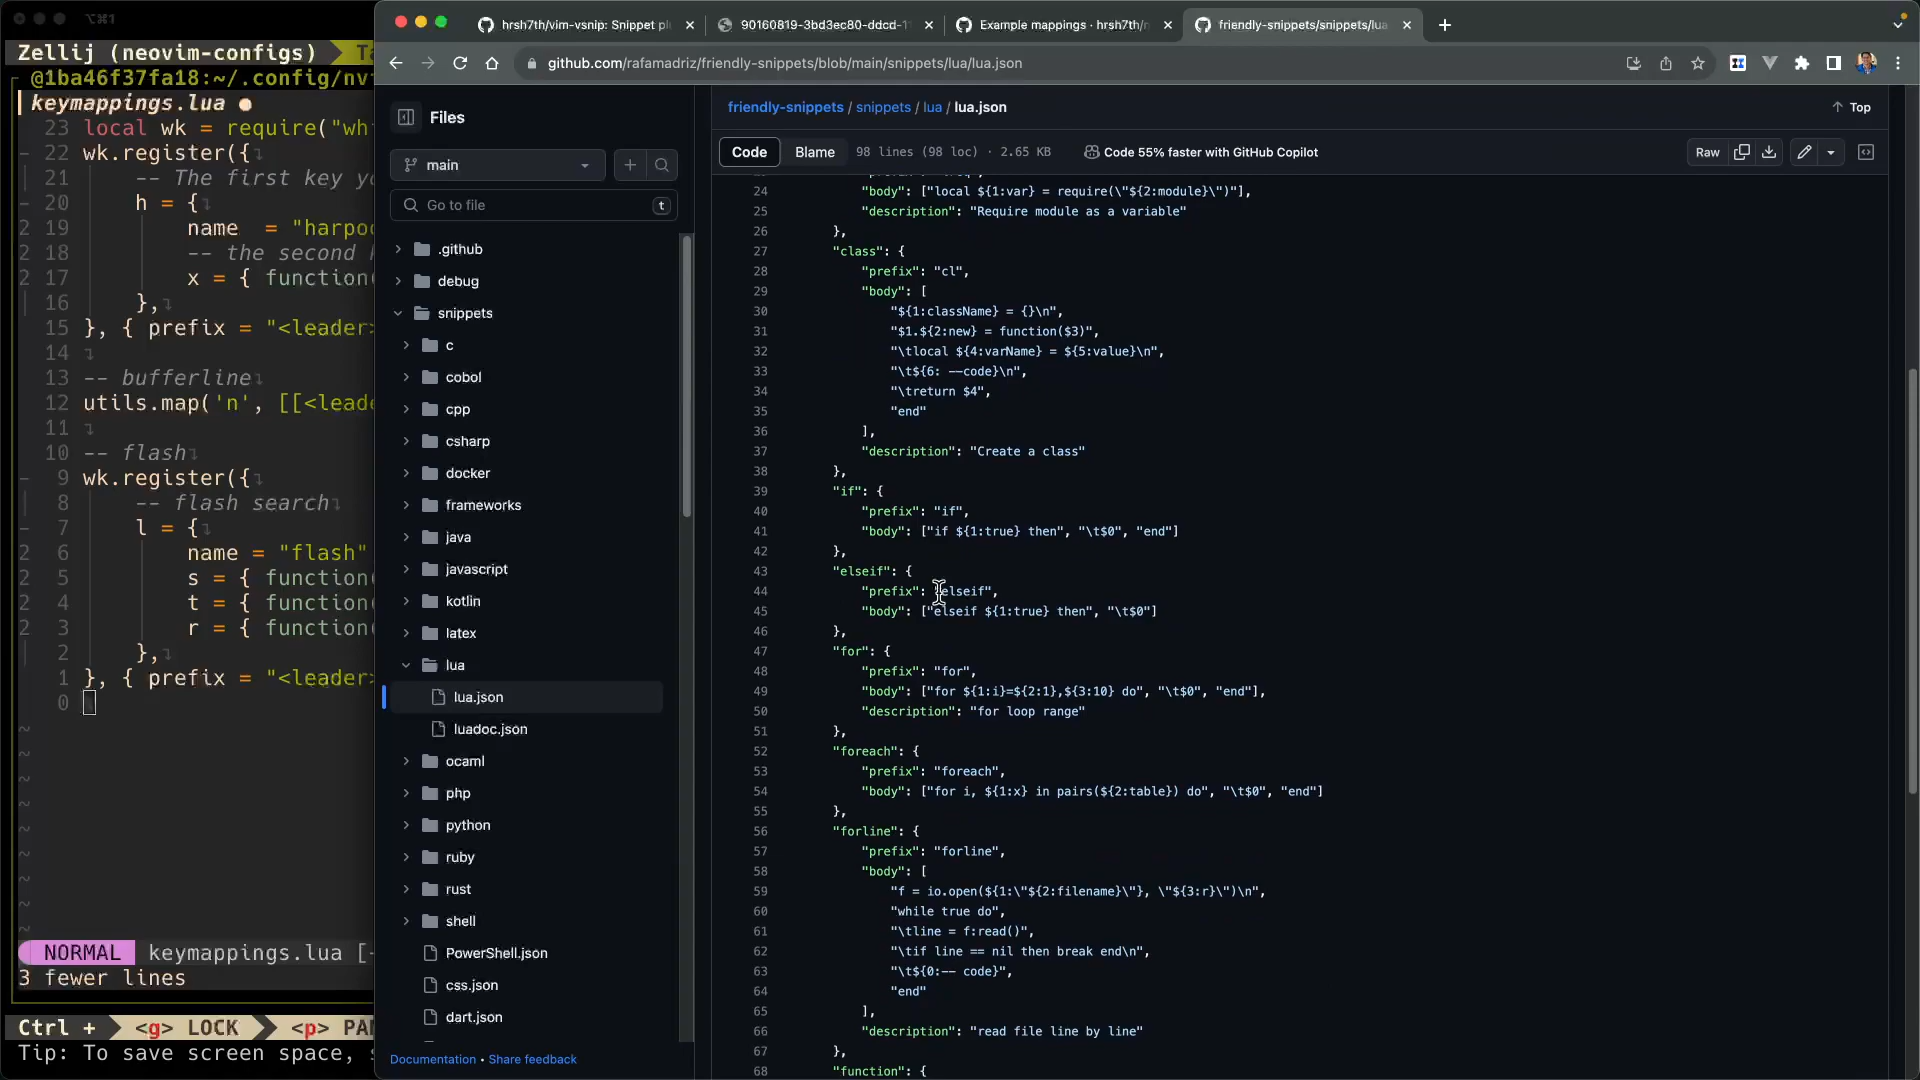 ⌥⌘1
Zellij (neovim-configs)
@1ba46f37fa18:~/.config/nv
keymappings.lua ●
23 local wk = require("wh
22 wk.register({
21 -- The first key yo
20 h = {
19 name = "harpoo
18 -- the second
17 x = { function(
16 },
15 }, { prefix = "<leader>
14
13 -- bufferline
12 utils.map('n', [[<leade
11
10 -- flash
9 wk.register({
8 -- flash search
7 l = {
6 name = "flash"
5 s = { function(
4 t = { function(
3 r = { function(
2 },
1 }, { prefix = "<leader>
0
~
~
~
~
~
~
~
~
~
NORMAL keymappings.lua [-
3 fewer lines
Ctrl + <g> LOCK <p> PA
Tip: To save screen space, s
hrsh7th/vim-vsnip: Snippet pl
90160819-3bd3ec80-ddcd-1
Example mappings · hrsh7th/n
friendly-snippets/snippets/lua
github.com/rafamadriz/friendly-snippets/blob/main/snippets/lua/lua.json
Files
main
Go to file
t
.github
debug
snippets
c
cobol
cpp
csharp
docker
frameworks
java
javascript
kotlin
latex
lua
lua.json
luadoc.json
ocaml
php
python
ruby
rust
shell
PowerShell.json
css.json
dart.json
Documentation • Share feedback
friendly-snippets / snippets / lua / lua.json
Top
Code
Blame
98 lines (98 loc) · 2.65 KB
Code 55% faster with GitHub Copilot
Raw
24 "body": ["local ${1:var} = require(\"${2:module}\")"],
25 "description": "Require module as a variable"
26 },
27 "class": {
28 "prefix": "cl",
29 "body": [
30 "${1:className} = {}\n",
31 "$1.${2:new} = function($3)",
32 "\tlocal ${4:varName} = ${5:value}\n",
33 "\t${6: --code}\n",
34 "\treturn $4",
35 "end"
36 ],
37 "description": "Create a class"
38 },
39 "if": {
40 "prefix": "if",
41 "body": ["if ${1:true} then", "\t$0", "end"]
42 },
43 "elseif": {
44 "prefix": "elseif",
45 "body": ["elseif ${1:true} then", "\t$0"]
46 },
47 "for": {
48 "prefix": "for",
49 "body": ["for ${1:i}=${2:1},${3:10} do", "\t$0", "end"],
50 "description": "for loop range"
51 },
52 "foreach": {
53 "prefix": "foreach",
54 "body": ["for i, ${1:x} in pairs(${2:table}) do", "\t$0", "end"]
55 },
56 "forline": {
57 "prefix": "forline",
58 "body": [
59 "f = io.open(${1:\"${2:filename}\"}, \"${3:r}\")\n",
60 "while true do",
61 "\tline = f:read()",
62 "\tif line == nil then break end\n",
63 "\t${0:-- code}",
64 "end"
65 ],
66 "description": "read file line by line"
67 },
68 "function": {